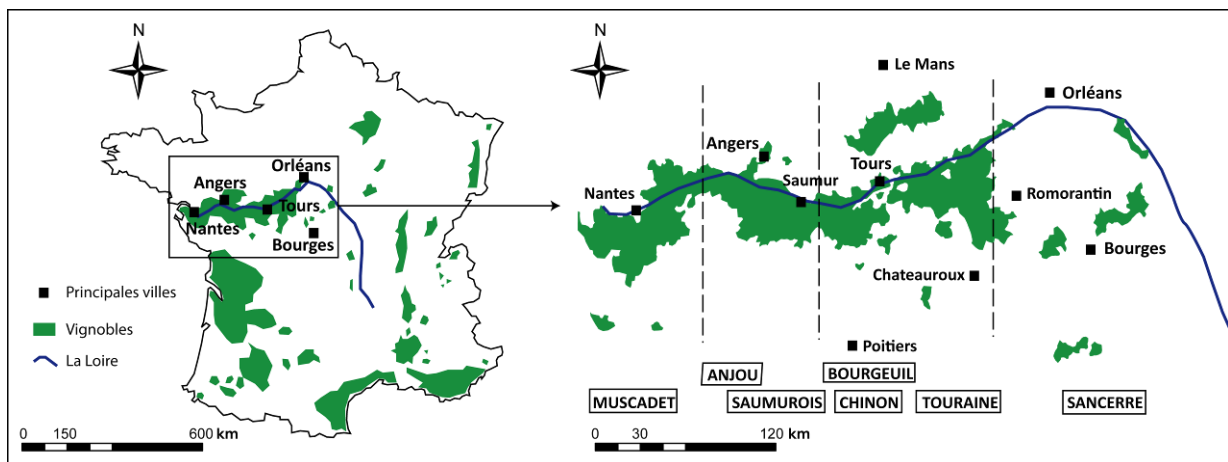 N
Orléans
Angers
Tours
Nantes
Bourges
Principales villes
Vignobles
La Loire
0 150 600 km
N
Le Mans
Orléans
Angers
Tours
Saumur
Nantes
Romorantin
Bourges
Chateauroux
Poitiers
ANJOU
BOURGEUIL
MUSCADET
SAUMUROIS
CHINON
TOURAINE
SANCERRE
0 30 120 km